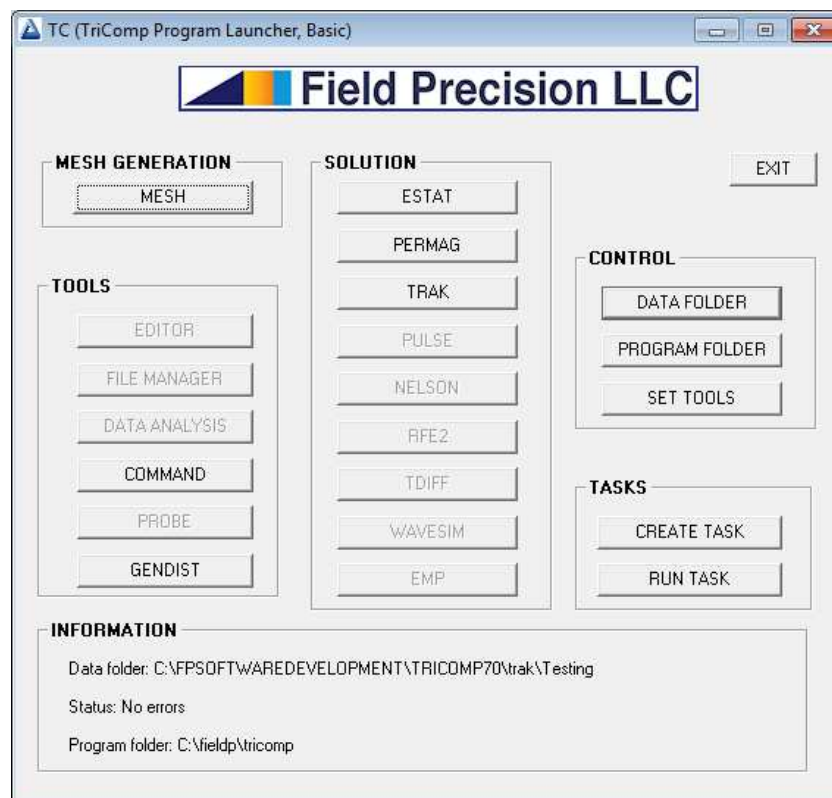 TC (TriComp Program Launcher, Basic)
Field Precision LLC
MESH GENERATION
MESH
TOOLS
EDITOR
FILE MANAGER
DATA ANALYSIS
COMMAND
PROBE
GENDIST
SOLUTION
ESTAT
PERMAG
TRAK
PULSE
NELSON
RFE2
TDIFF
WAVESIM
EMP
EXIT
CONTROL
DATA FOLDER
PROGRAM FOLDER
SET TOOLS
TASKS
CREATE TASK
RUN TASK
INFORMATION
Data folder: C:\FPSOFTWAREDEVELOPMENT\TRICOMP70\trak\Testing
Status: No errors
Program folder: C:\fieldp\tricomp